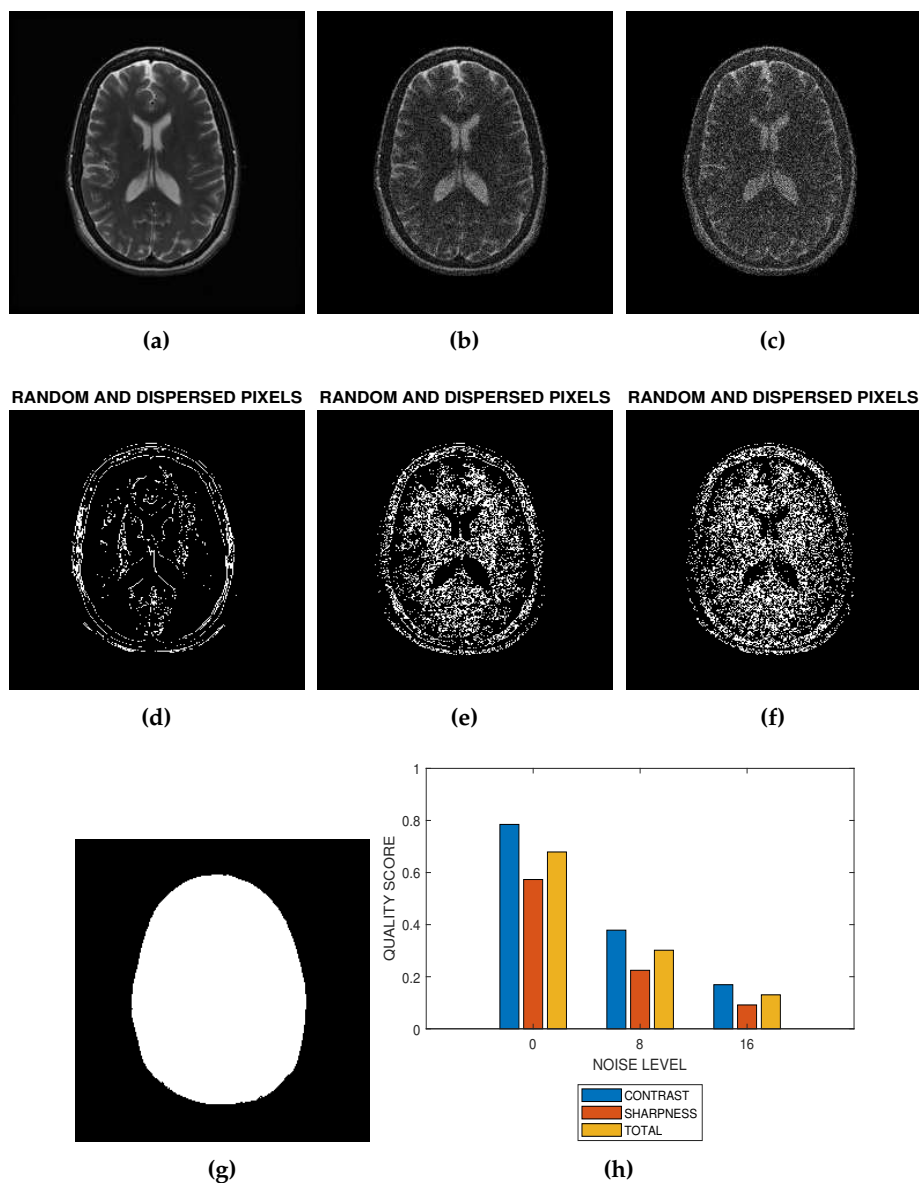 (a) (b) (c)
RANDOM AND DISPERSED PIXELS RANDOM AND DISPERSED PIXELS RANDOM AND DISPERSED PIXELS
(d) (e) (f)
1
0.8
0.6
0.4
0.2
0
QUALITY SCORE
0 8 16
NOISE LEVEL
CONTRAST
SHARPNESS
TOTAL
(g) (h)